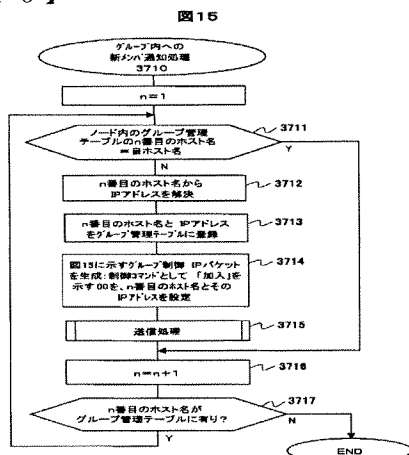 図15
グループ内への
新メンバ通知処理
3710
n=1
ノード内のグループ管理
テーブルのn番目のホスト名
=自ホスト名
3711
Y
N
n番目のホスト名から
IPアドレスを解決
3712
n番目のホスト名と IPアドレス
をグループ管理テーブルに登録
3713
図13に示すグループ制御 IPパケット
を生成:制御コマンドとして 「加入」を
示す00を、n番目のホスト名とその
IPアドレスを設定
3714
送信処理
3715
n=n+1
3716
n番目のホスト名が
グループ管理テーブルに有り?
3717
N
Y
END